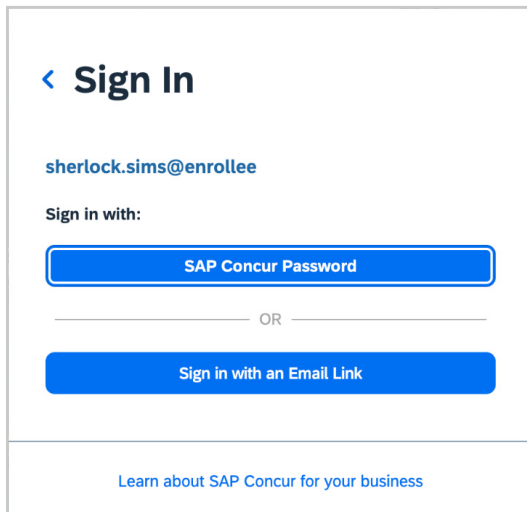 Sign In
sherlock.sims@enrollee
Sign in with:
SAP Concur Password
OR
Sign in with an Email Link
Learn about SAP Concur for your business